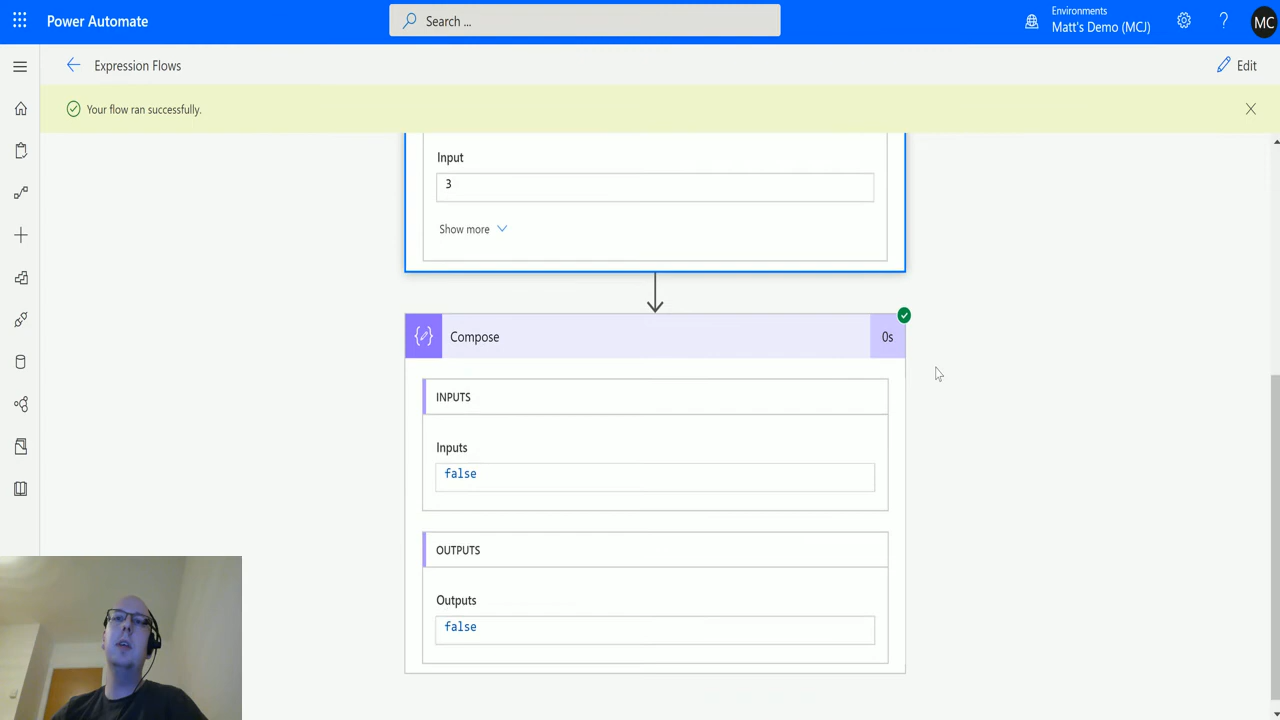 Power Automate
Search ...
Environments
Matt's Demo (MCJ)
?
MC
Expression Flows
Edit
Your flow ran successfully.
Input
3
Show more
Compose
0s
INPUTS
Inputs
false
OUTPUTS
Outputs
false